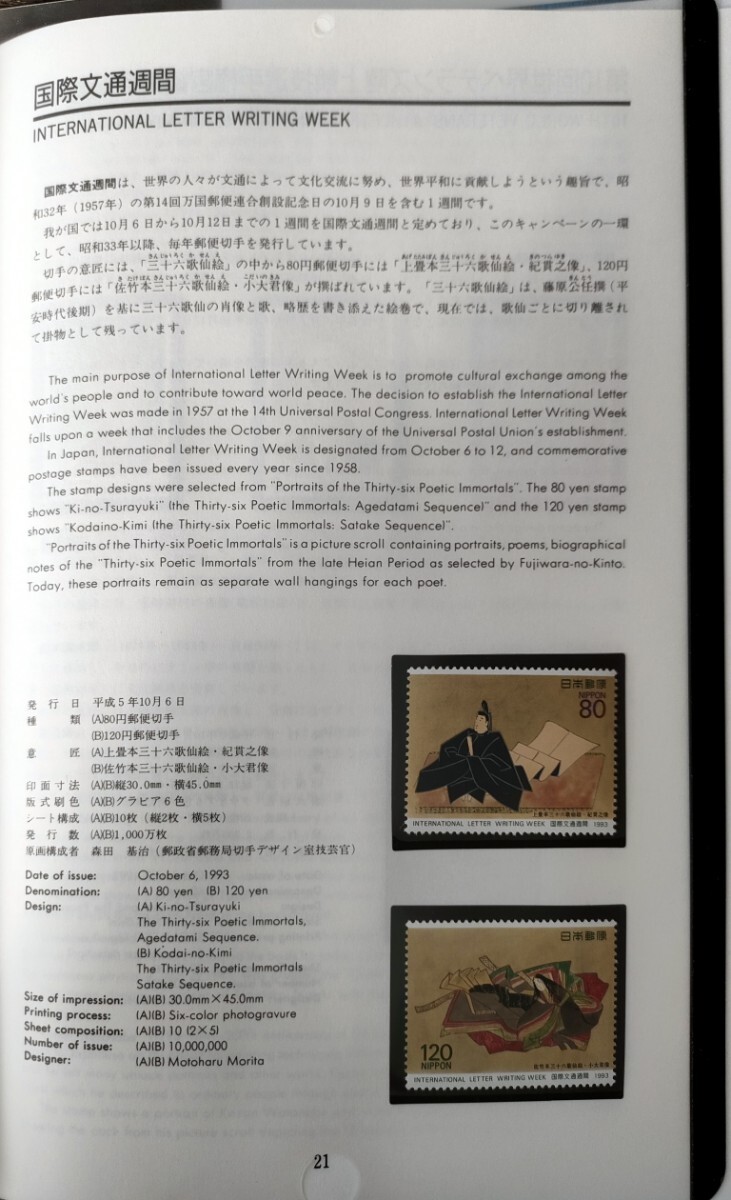 国際文通週間
INTERNATIONAL LETTER WRITING WEEK
国際文通週間は、世界の人々が文通によって文化交流に努め、世界平和に貢献しようという趣旨で、昭
和32年（1957年）の第14回万国郵便連合創設記念日の10月9日を含む1週間です。
我が国では10月6日から10月12日までの1週間を国際文通週間と定めており、このキャンペーンの一環
として、昭和33年以降、毎年郵便切手を発行しています。
切手の意匠には、「三十六歌仙絵」の中から80円郵便切手には「上畳本三十六歌仙絵・紀貫之像」、120円
郵便切手には「佐竹本三十六歌仙絵・小大君像」が撰ばれています。「三十六歌仙絵」は、藤原公任撰（平
安時代後期）を基に三十六歌仙の肖像と歌、略歴を書き添えた絵巻で、現在では、歌仙ごとに切り離され
て掛物として残っています。
The main purpose of International Letter Writing Week is to promote cultural exchange among the
world's people and to contribute toward world peace. The decision to establish the International Letter
Writing Week was made in 1957 at the 14th Universal Postal Congress. International Letter Writing Week
falls upon a week that includes the October 9 anniversary of the Universal Postal Union's establishment.
In Japan, International Letter Writing Week is designated from October 6 to 12, and commemorative
postage stamps have been issued every year since 1958.
The stamp designs were selected from "Portraits of the Thirty-six Poetic Immortals". The 80 yen stamp
shows "Ki-no-Tsurayuki" (the Thirty-six Poetic Immortals: Agedatami Sequence)" and the 120 yen stamp
shows "Kodaino-Kimi (the Thirty-six Poetic Immortals: Satake Sequence)".
"Portraits of the Thirty-six Poetic Immortals" is a picture scroll containing portraits, poems, biographical
notes of the "Thirty-six Poetic Immortals" from the late Heian Period as selected by Fujiwara-no-Kinto.
Today, these portraits remain as separate wall hangings for each poet.
発行日 平成5年10月6日
種類 (A)80円郵便切手
(B)120円郵便切手
意匠 (A)上畳本三十六歌仙絵・紀貫之像
(B)佐竹本三十六歌仙絵・小大君像
印面寸法 (A)(B)縦30.0mm・横45.0mm
版式刷色 (A)(B)グラビア6色
シート構成 (A)(B)10枚（縦2枚・横5枚）
発行数 (A)(B)1,000万枚
原画構成者 森田 基治（郵政省郵務局切手デザイン室技芸官）
Date of issue: October 6, 1993
Denomination: (A) 80 yen (B) 120 yen
Design: (A) Ki-no-Tsurayuki
The Thirty-six Poetic Immortals,
Agedatami Sequence.
(B) Kodai-no-Kimi
The Thirty-six Poetic Immortals
Satake Sequence.
Size of impression: (A)(B) 30.0mm×45.0mm
Printing process: (A)(B) Six-color photogravure
Sheet composition: (A)(B) 10 (2×5)
Number of issue: (A)(B) 10,000,000
Designer: (A)(B) Motoharu Morita
日本郵便
NIPPON
80
上畳本三十六歌仙絵・紀貫之像
INTERNATIONAL LETTER WRITING WEEK 国際文通週間 1993
日本郵便
120
NIPPON
佐竹本三十六歌仙絵・小大君像
INTERNATIONAL LETTER WRITING WEEK 国際文通週間 1993
21